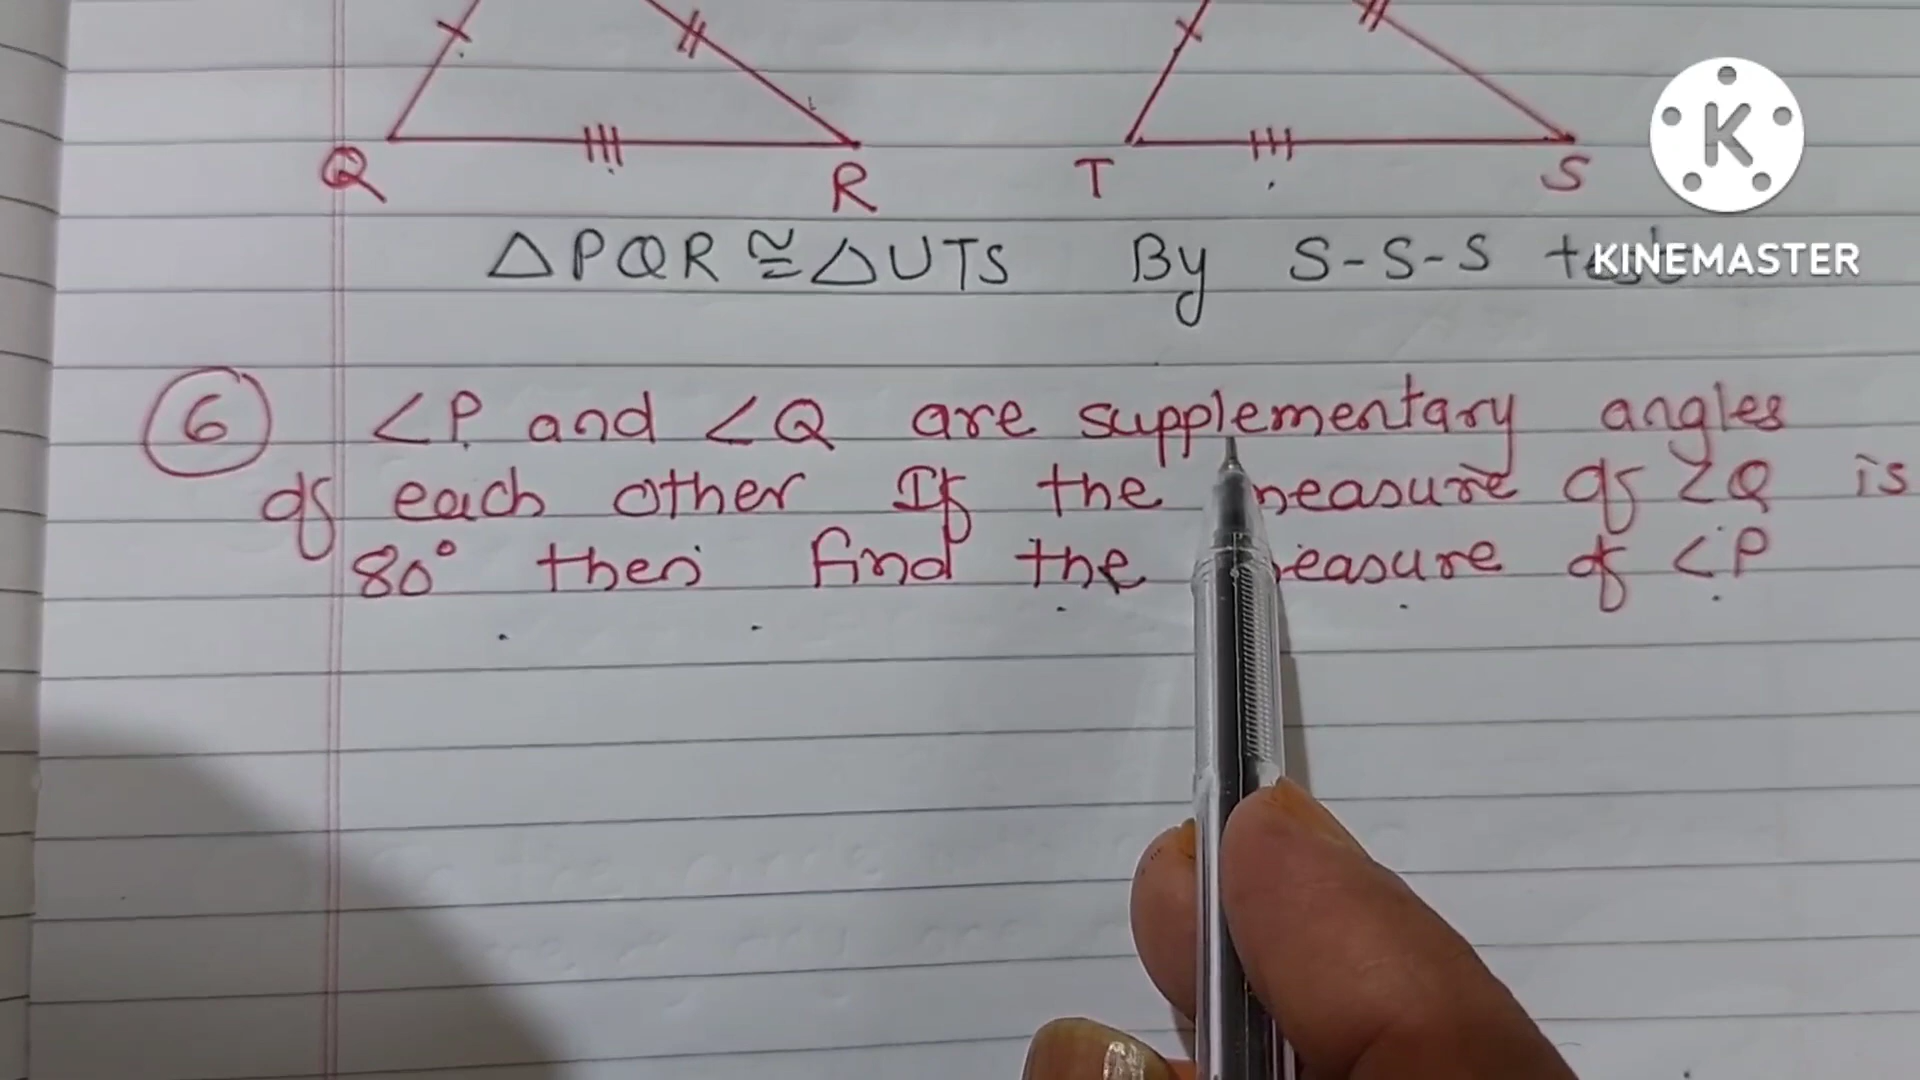 Q R T S
△PQR ≅ △UTS By S-S-S test
K
KINEMASTER
6 ∠P and ∠Q are supplementary angles
of each other If the measure of ∠Q is
80° then find the measure of ∠P